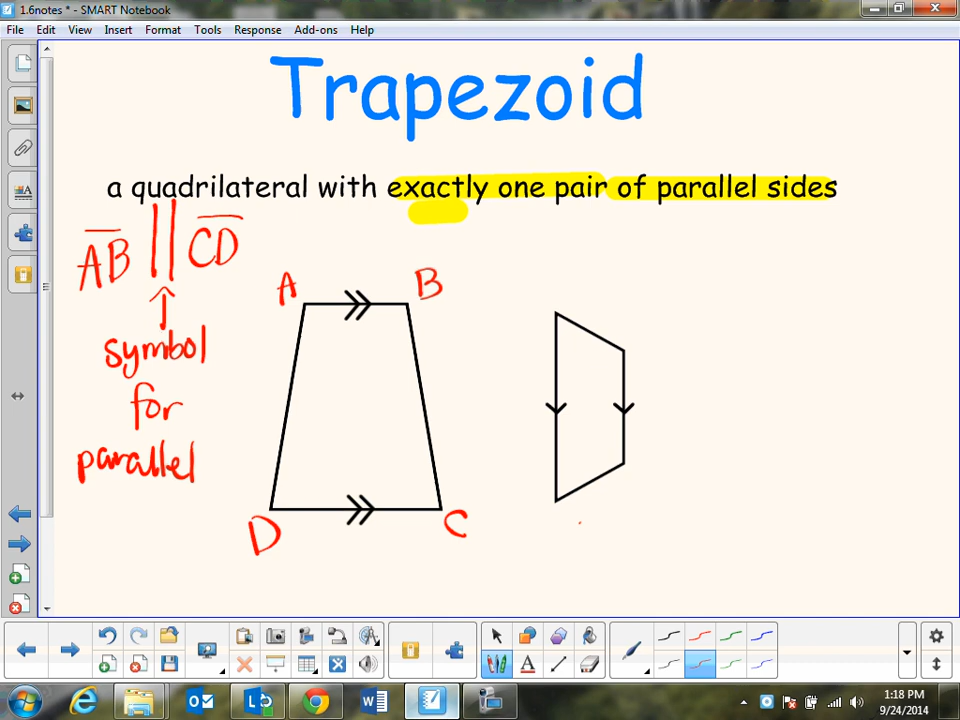 1.6notes * - SMART Notebook
File Edit View Insert Format Tools Response Add-ons Help
Trapezoid
a quadrilateral with exactly one pair of parallel sides
AB || CD
↑
symbol
for
parallel
A B
D C
1:18 PM
9/24/2014